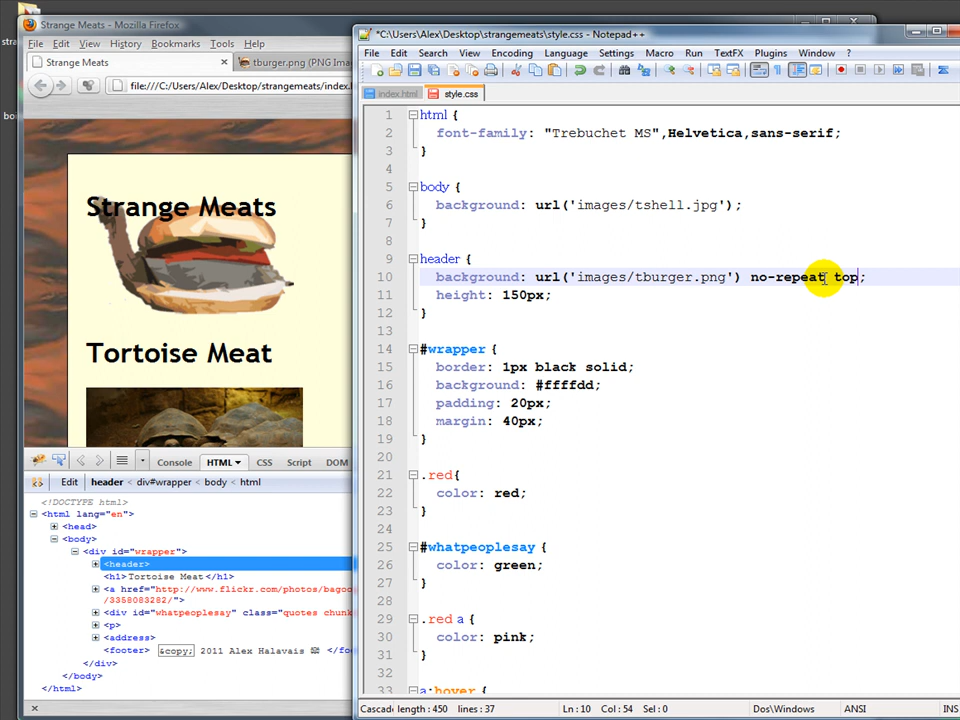 Strange Meats - Mozilla Firefox
File Edit View History Bookmarks Tools Help
Strange Meats
tburger.png (PNG Ima
file:///C:/Users/Alex/Desktop/strangemeats/index.
Strange Meats
Tortoise Meat
Console HTML CSS Script DOM
Edit header < div#wrapper < body < html
<!DOCTYPE html>
<html lang="en">
<head>
<body>
<div id="wrapper">
<header>
<h1>Tortoise Meat</h1>
<a href="http://www.flickr.com/photos/bagoo
/3358083282/">
<div id="whatpeoplesay" class="quotes chunk
<p>
<address>
<footer> &copy; 2011 Alex Halavais </fo
</div>
</body>
</html>
*C:\Users\Alex\Desktop\strangemeats\style.css - Notepad++
File Edit Search View Encoding Language Settings Macro Run TextFX Plugins Window ?
index.html style.css
1 html {
2 font-family: "Trebuchet MS",Helvetica,sans-serif;
3 }
4
5 body {
6 background: url('images/tshell.jpg');
7 }
8
9 header {
10 background: url('images/tburger.png') no-repeat top;
11 height: 150px;
12 }
13
14 #wrapper {
15 border: 1px black solid;
16 background: #ffffdd;
17 padding: 20px;
18 margin: 40px;
19 }
20
21 .red{
22 color: red;
23 }
24
25 #whatpeoplesay {
26 color: green;
27 }
28
29 .red a {
30 color: pink;
31 }
32
33 a:hover {
Cascad length : 450 lines : 37 Ln : 10 Col : 54 Sel : 0 Dos\Windows ANSI INS